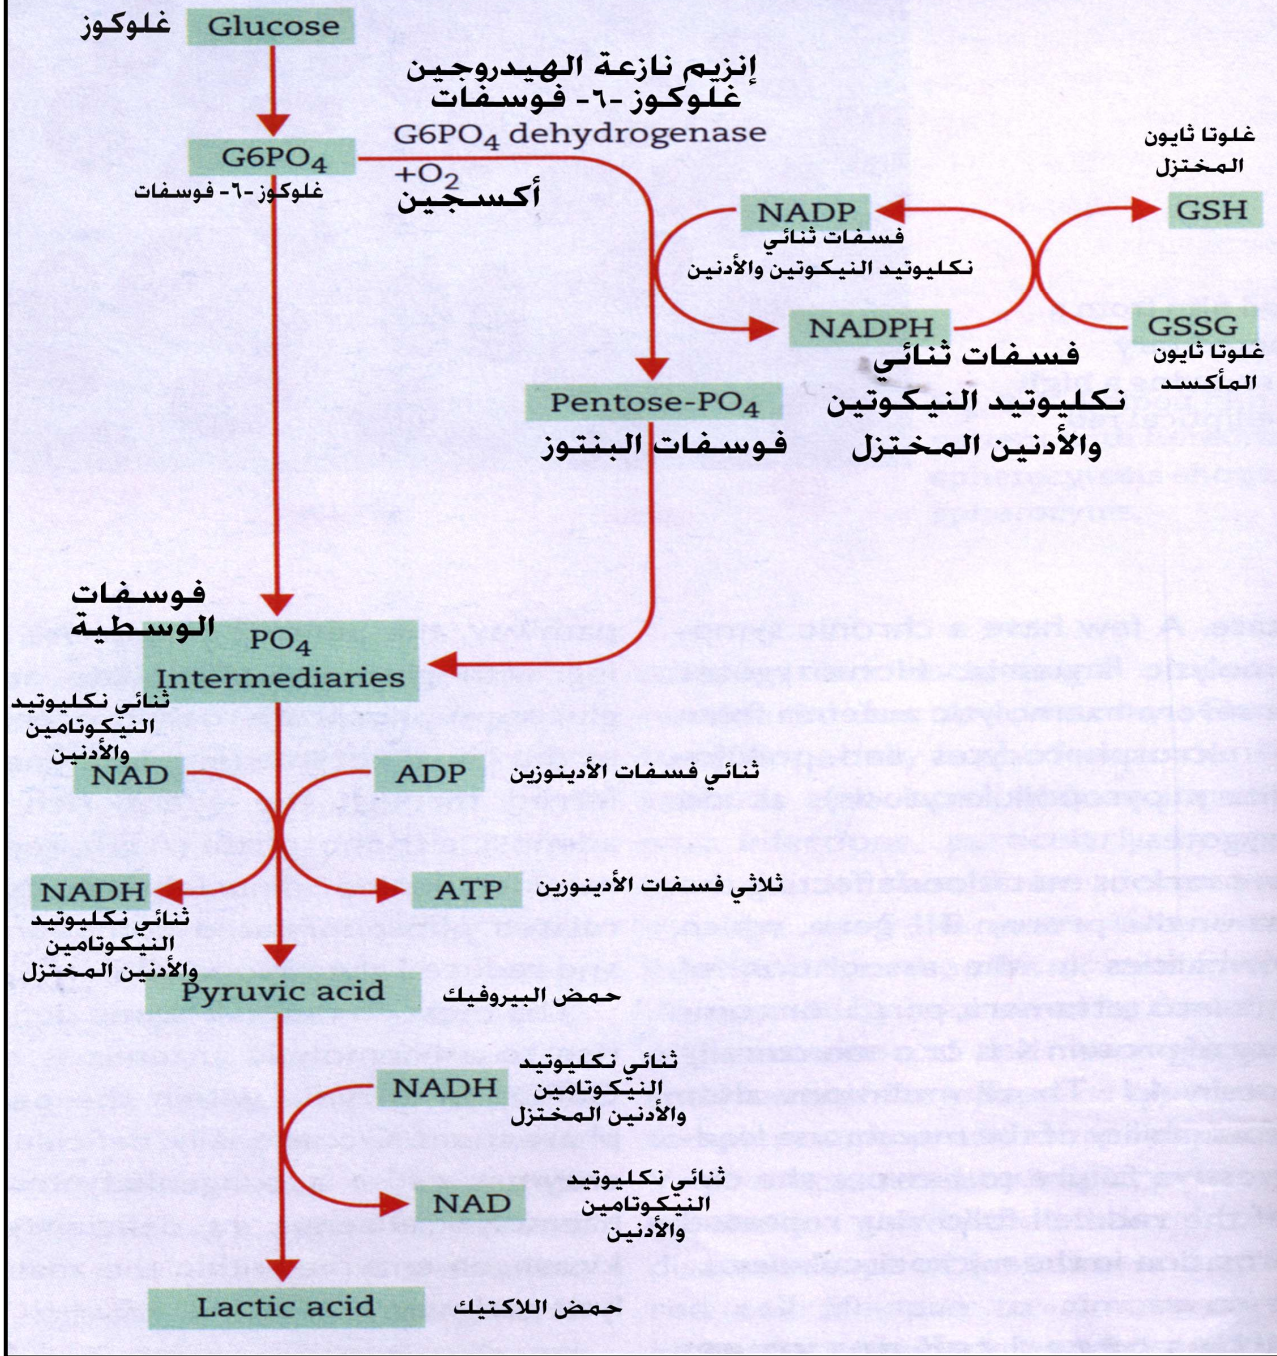 غلوكوز
Glucose
إنزيم نازعة الهيدروجين
غلوكوز -٦- فوسفات
G6PO4 dehydrogenase
+O2
أكسجين
G6PO4
غلوكوز -٦- فوسفات
غلوتا ثايون
المختزل
GSH
NADP
فسفات ثنائي
نكليوتيد النيكوتين والأدنين
NADPH
فسفات ثنائي
نكليوتيد النيكوتين
والأدنين المختزل
GSSG
غلوتا ثايون
المأكسد
Pentose-PO4
فوسفات البنتوز
فوسفات
الوسطية
PO4
Intermediaries
ثنائي نكليوتيد
النيكوتامين
والأدنين
NAD
ADP
ثنائي فسفات الأدينوزين
NADH
ثنائي نكليوتيد
النيكوتامين
والأدنين المختزل
ATP
ثلاثي فسفات الأدينوزين
Pyruvic acid
حمض البيروفيك
NADH
ثنائي نكليوتيد
النيكوتامين
والأدنين المختزل
NAD
ثنائي نكليوتيد
النيكوتامين
والأدنين
Lactic acid
حمض اللاكتيك